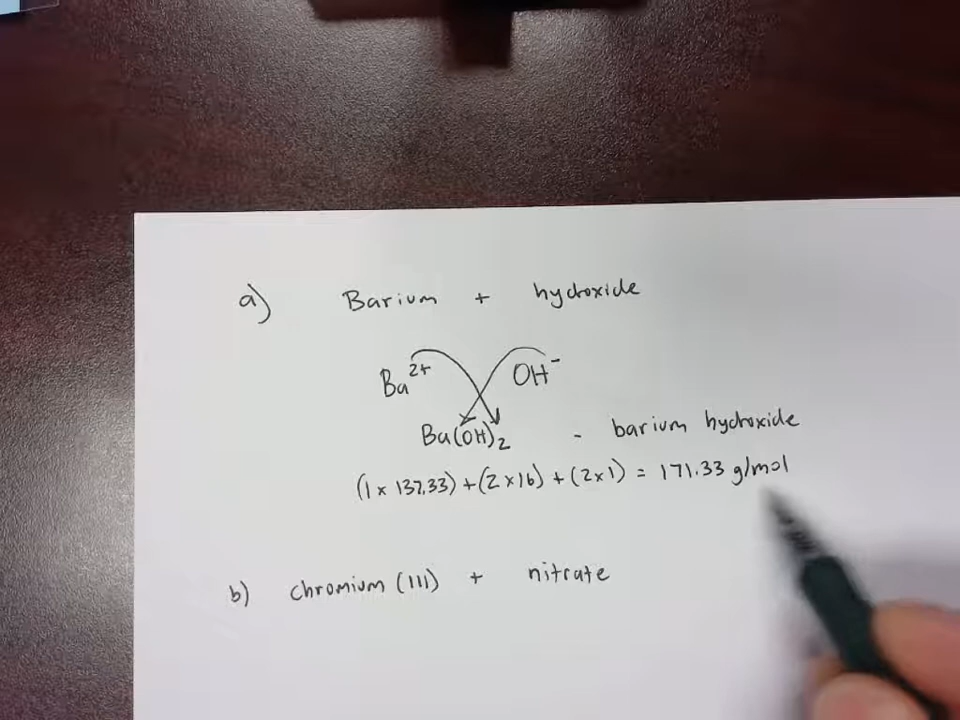 a) Barium + hydroxide
Ba²⁺ OH⁻
Ba(OH)₂ - barium hydroxide
(1 x 137.33) + (2 x 16) + (2 x 1) = 171.33 g/mol
b) chromium (III) + nitrate